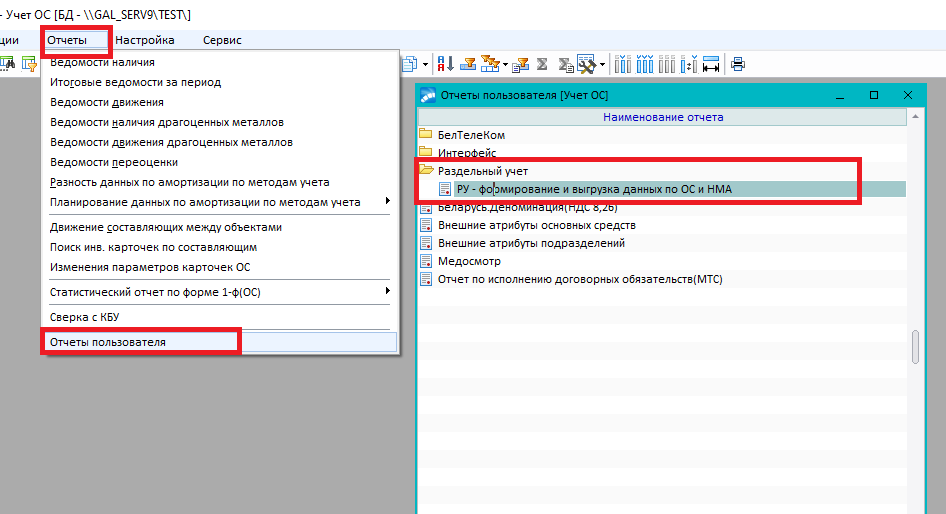 - Учет ОС [БД - \\GAL_SERV9\TEST\]
ции Отчеты Настройка Сервис
Ведомости наличия
Итоговые ведомости за период
Ведомости движения
Ведомости наличия драгоценных металлов
Ведомости движения драгоценных металлов
Ведомости переоценки
Разность данных по амортизации по методам учета
Планирование данных по амортизации по методам учета
Движение составляющих между объектами
Поиск инв. карточек по составляющим
Изменения параметров карточек ОС
Статистический отчет по форме 1-ф(ОС)
Сверка с КБУ
Отчеты пользователя
Отчеты пользователя [Учет ОС]
Наименование отчета
БелТелеКом
Интерфейс
Раздельный учет
РУ - формирование и выгрузка данных по ОС и НМА
Беларусь.Деноминация(НДС 8,26)
Внешние атрибуты основных средств
Внешние атрибуты подразделений
Медосмотр
Отчет по исполнению договорных обязательств(МТС)